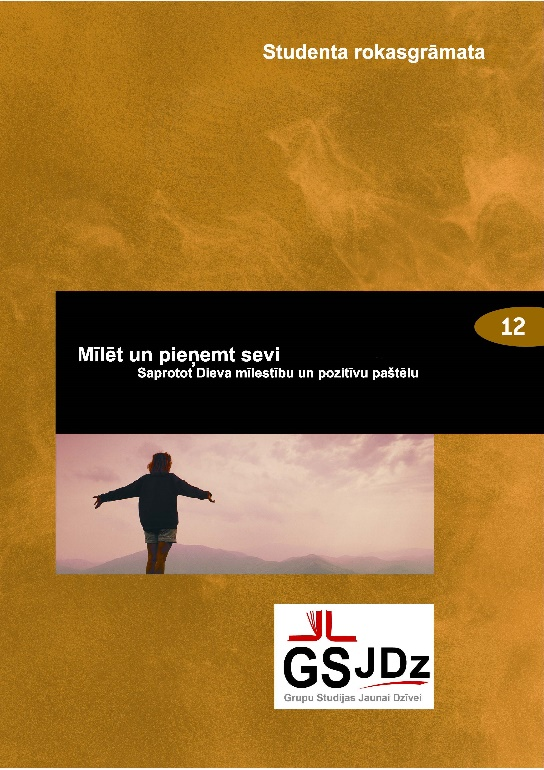 Studenta rokasgrāmata
12
Mīlēt un pieņemt sevi
Saprotot Dieva mīlestību un pozitīvu paštēlu
GSJDz
Grupu Studijas Jaunai Dzīvei